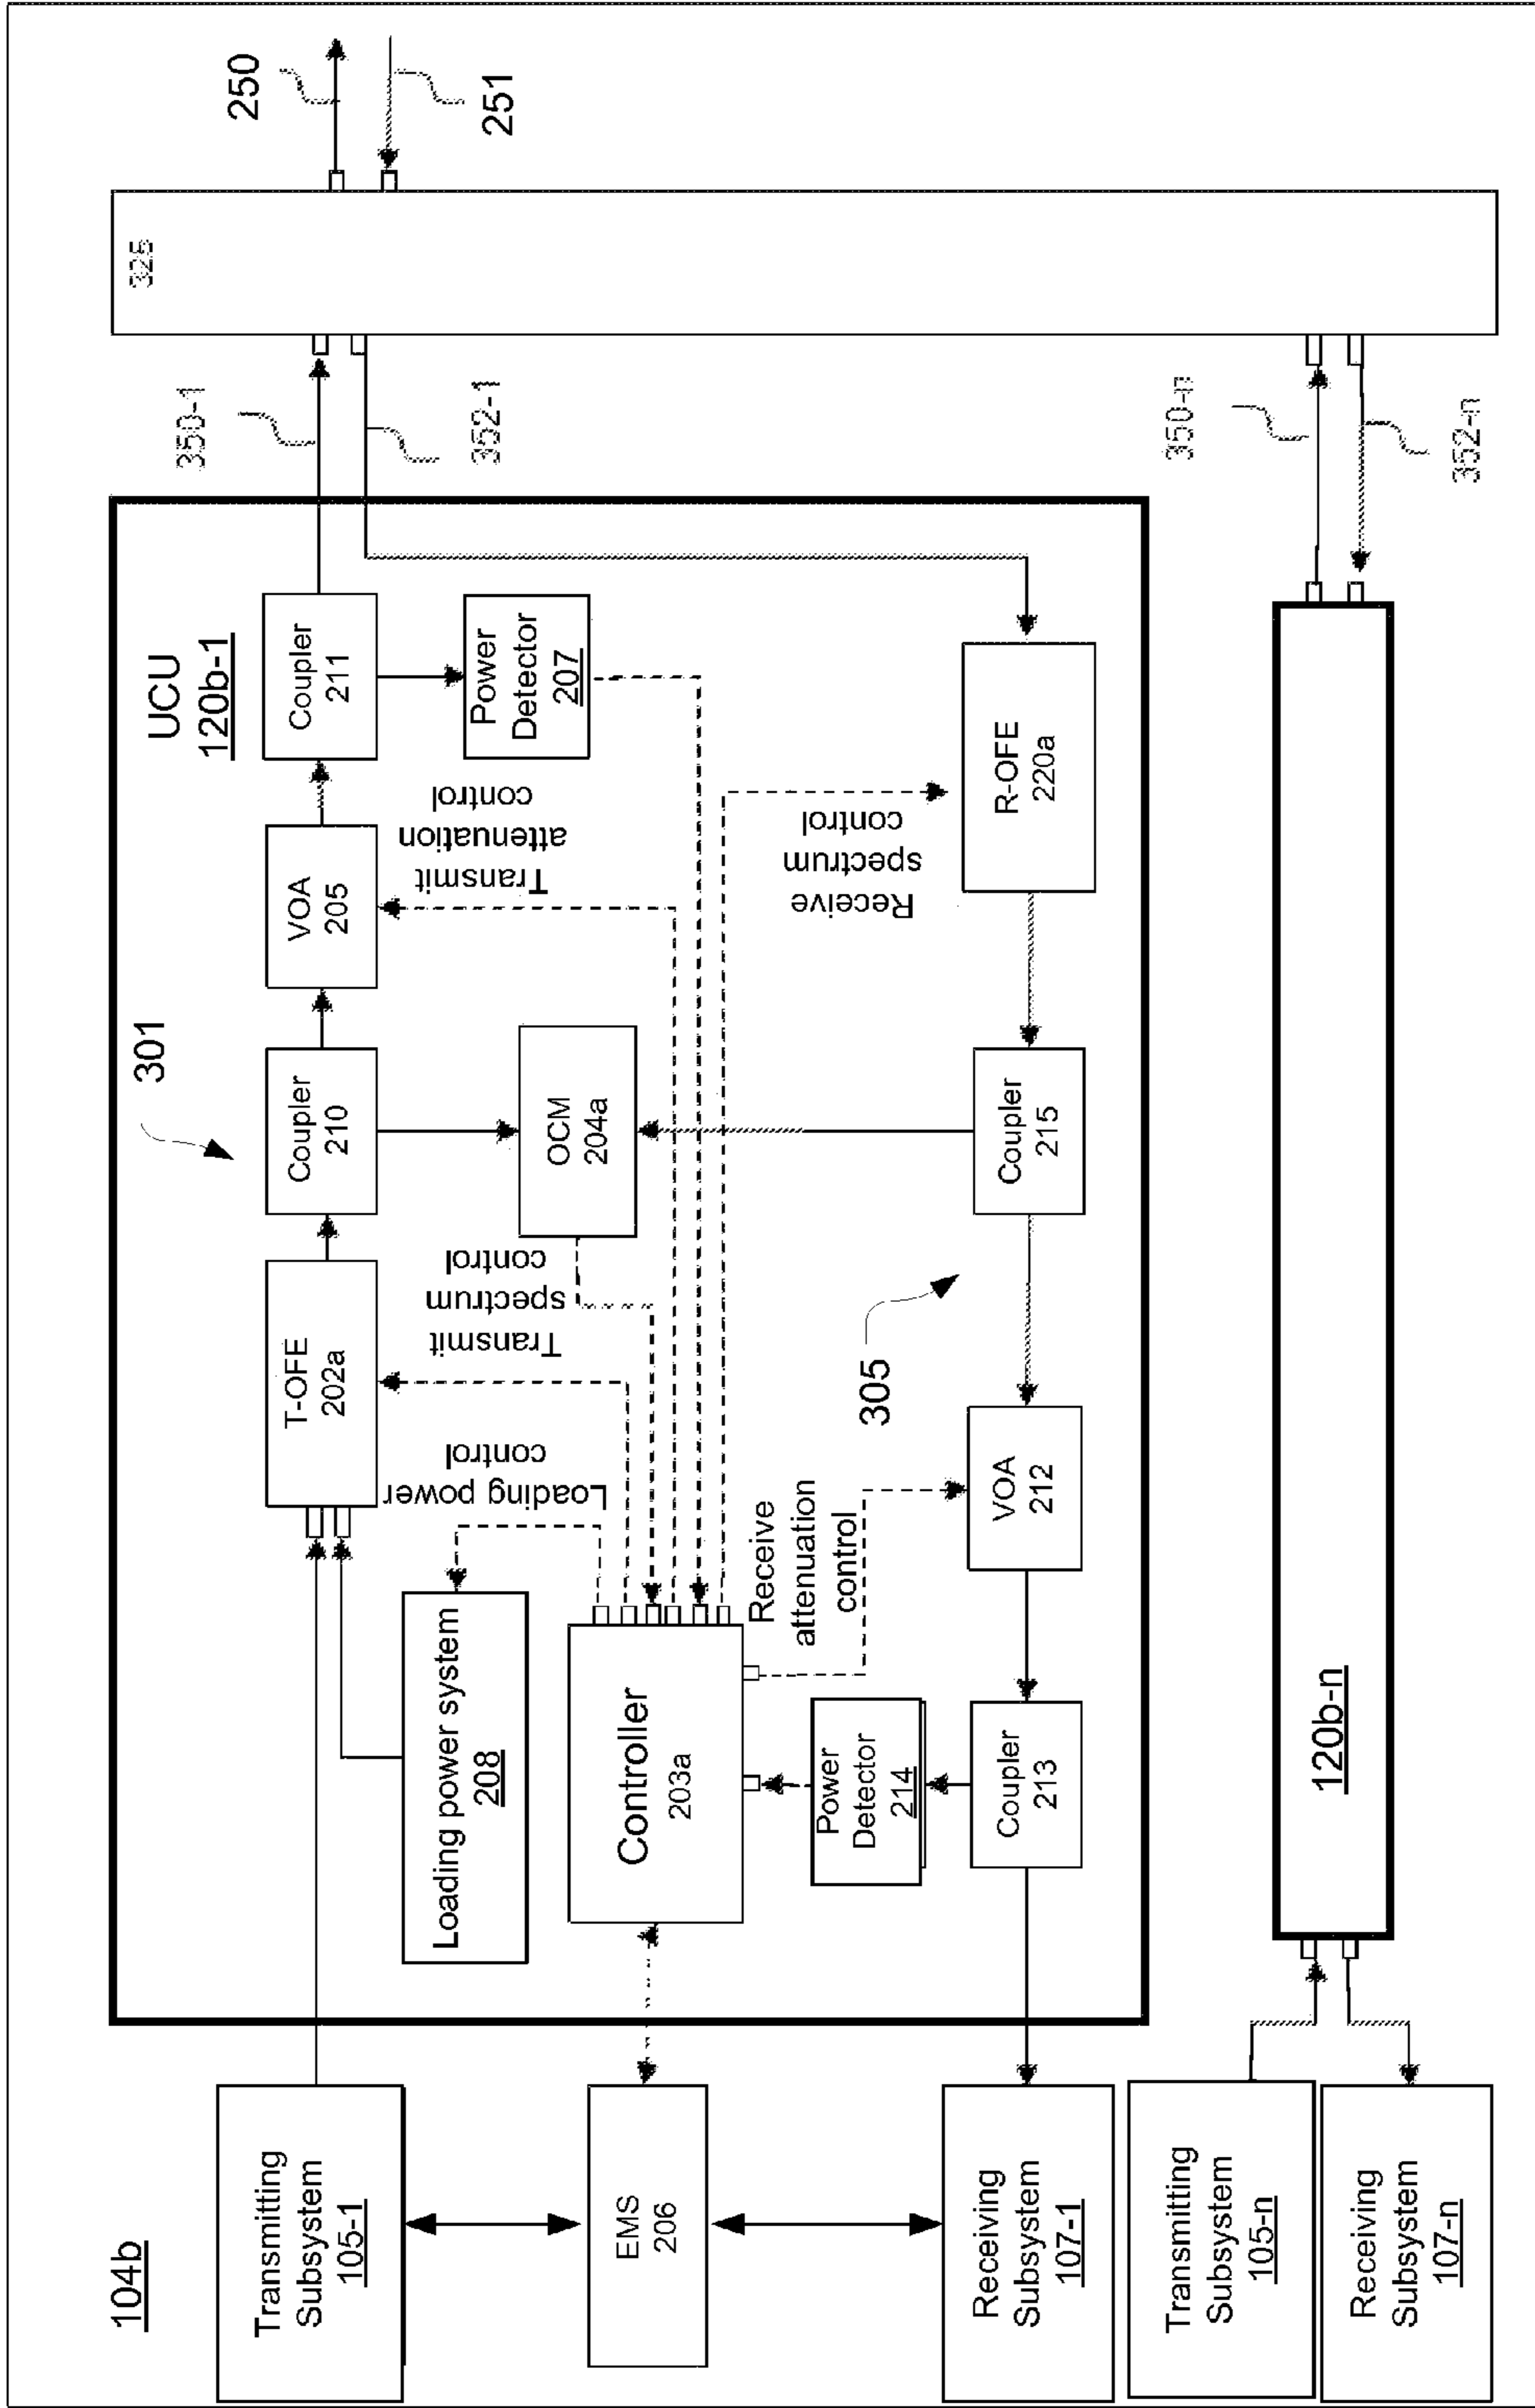 104b
Transmitting
Subsystem
105-1
EMS
206
Receiving
Subsystem
107-1
Transmitting
Subsystem
105-n
Receiving
Subsystem
107-n
301
UCU
120b-1
T-OFE
202a
Coupler
210
VOA
205
Coupler
211
Loading power system
208
Loading power
control
Transmit
spectrum
control
OCM
204a
Transmit
attenuation
control
Power
Detector
207
Controller
203a
Receive
attenuation
control
Receive
spectrum
control
Power
Detector
214
305
Coupler
213
VOA
212
Coupler
215
R-OFE
220a
120b-n
350-1
352-1
350-n
352-n
325
250
251